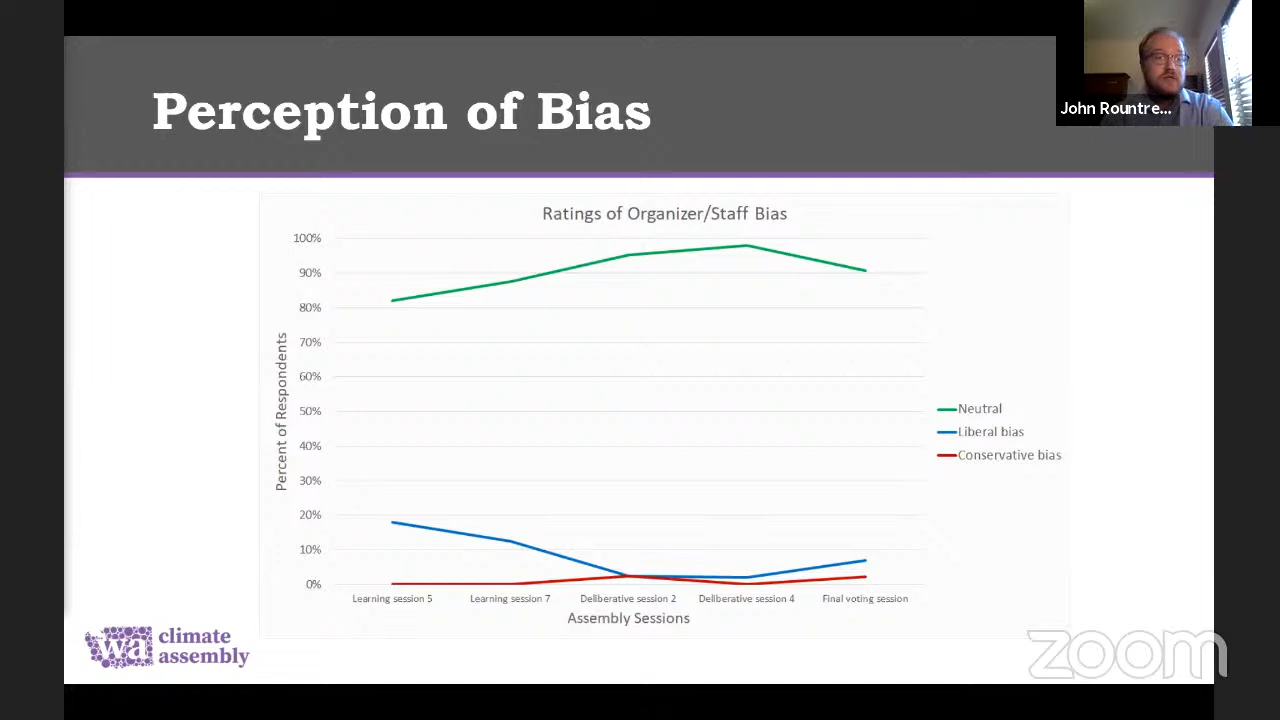 Perception of Bias
John Rountre...
Ratings of Organizer/Staff Bias
100%
90%
80%
70%
60%
50%
40%
30%
20%
10%
0%
Percent of Respondents
Neutral
Liberal bias
Conservative bias
Learning session 5
Learning session 7
Deliberative session 2
Deliberative session 4
Final voting session
Assembly Sessions
wa
climate
assembly
zoom